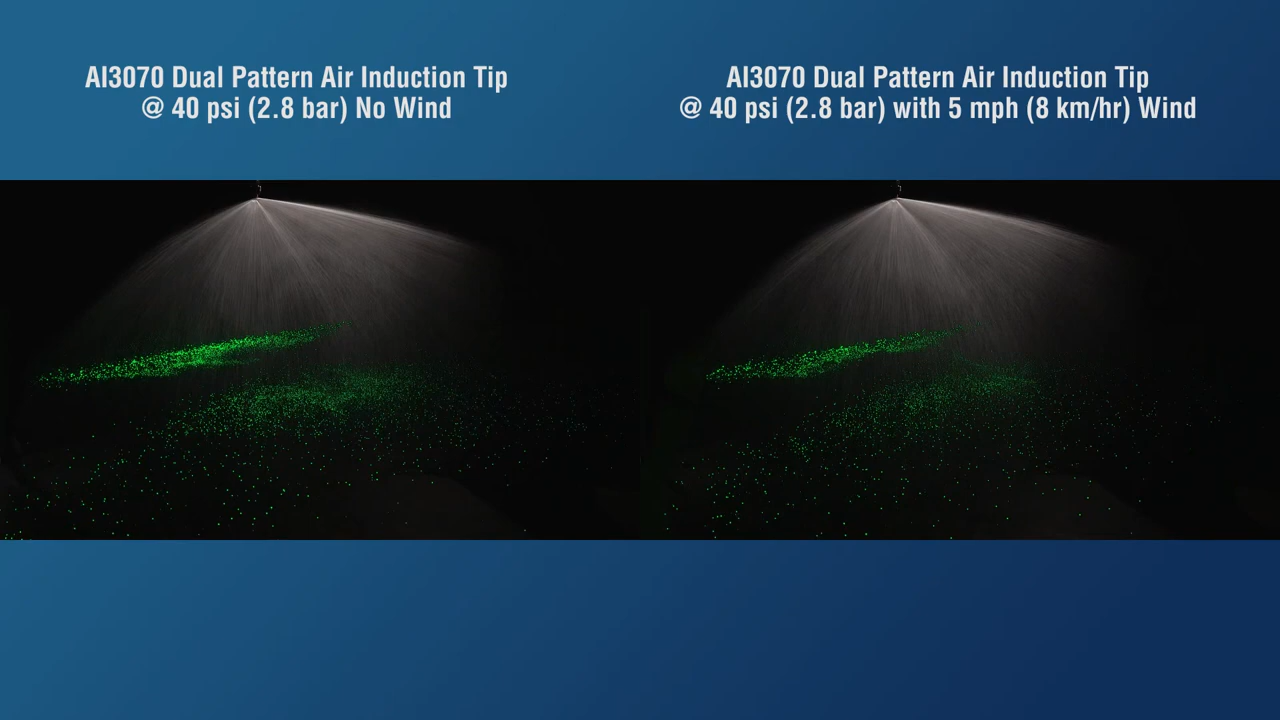 AI3070 Dual Pattern Air Induction Tip
@ 40 psi (2.8 bar) No Wind
AI3070 Dual Pattern Air Induction Tip
@ 40 psi (2.8 bar) with 5 mph (8 km/hr) Wind